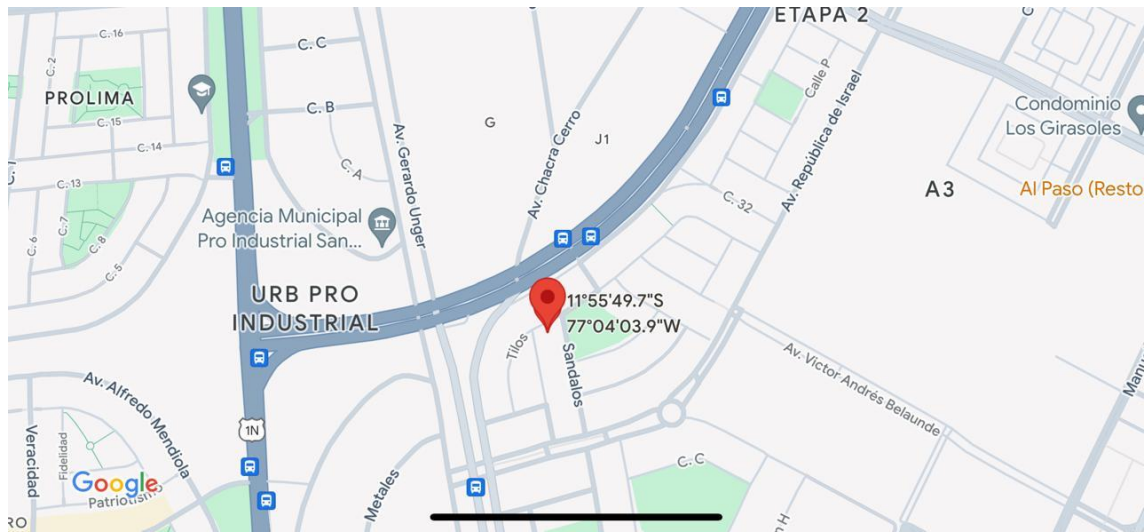 ETAPA 2
C. 16
C. C
C. 2
PROLIMA
C. B
C. 15
C. 14
C. A
C. 13
C. 7
C. 8
C. 6
C. 5
Av. Gerardo Unger
G
J1
Av. Chacra Cerro
Calle P
Av. República de Israel
C. 32
Condominio
Los Girasoles
A3
Al Paso (Resto
Agencia Municipal
Pro Industrial San...
URB PRO
INDUSTRIAL
11°55'49.7"S
77°04'03.9"W
Tilos
Sandalos
Av. Victor Andrés Belaunde
Manu
Av. Alfredo Mendiola
1N
Veracidad
Fidelidad
Google
Patriotismo
RO
Metales
C. C
H